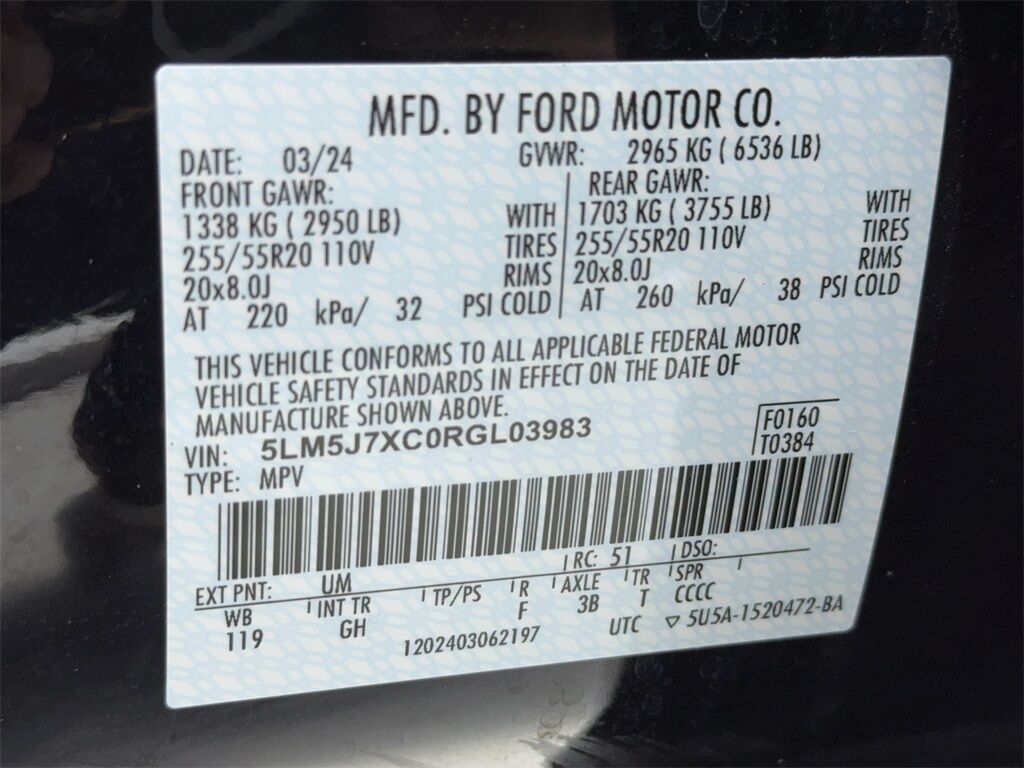 MFD. BY FORD MOTOR CO.
DATE: 03/24 GVWR: 2965 KG ( 6536 LB)
FRONT GAWR: REAR GAWR:
1338 KG ( 2950 LB) WITH 1703 KG ( 3755 LB) WITH
255/55R20 110V TIRES 255/55R20 110V TIRES
20x8.0J RIMS 20x8.0J RIMS
AT 220 kPa/ 32 PSI COLD AT 260 kPa/ 38 PSI COLD
THIS VEHICLE CONFORMS TO ALL APPLICABLE FEDERAL MOTOR
VEHICLE SAFETY STANDARDS IN EFFECT ON THE DATE OF
MANUFACTURE SHOWN ABOVE.
VIN: 5LM5J7XC0RGL03983 F0160
TYPE: MPV T0384
EXT PNT: UM RC: 51 DSO:
WB INT TR TP/PS R AXLE TR SPR
119 GH F 3B T CCCC
1202403062197 UTC ▽ 5U5A-1520472-BA